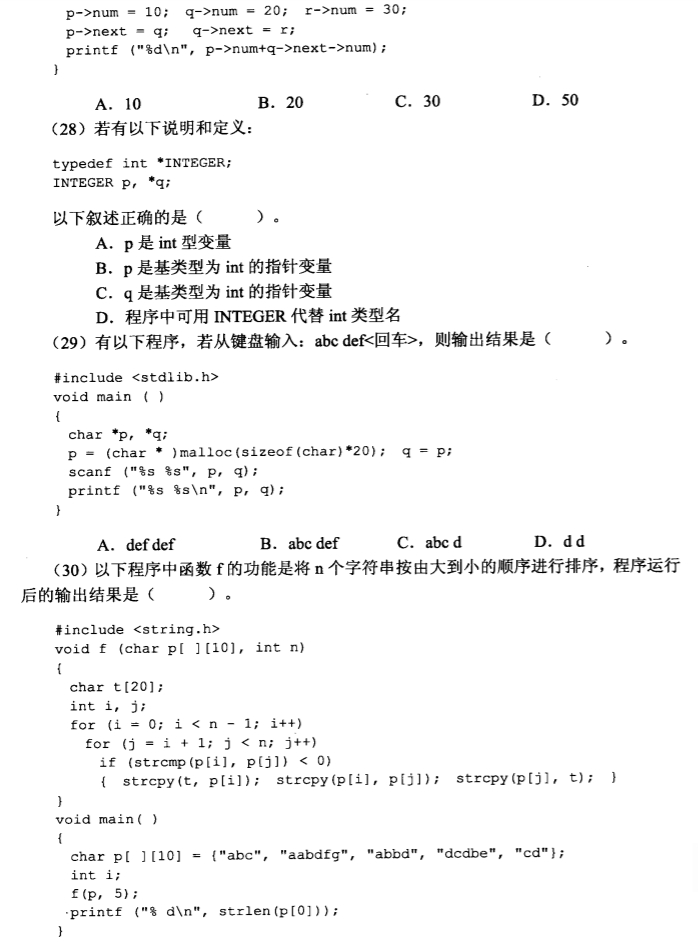 p->num = 10; q->num = 20; r->num = 30;
p->next = q; q->next = r;
printf ("%d\n", p->num+q->next->num);
}
A．10 B．20 C．30 D．50
（28）若有以下说明和定义：
typedef int *INTEGER;
INTEGER p, *q;
以下叙述正确的是（ ）。
A．p 是 int 型变量
B．p 是基类型为 int 的指针变量
C．q 是基类型为 int 的指针变量
D．程序中可用 INTEGER 代替 int 类型名
（29）有以下程序，若从键盘输入：abc def<回车>，则输出结果是（ ）。
#include <stdlib.h>
void main ( )
{
char *p, *q;
p = (char * )malloc(sizeof(char)*20); q = p;
scanf ("%s %s", p, q);
printf ("%s %s\n", p, q);
}
A．def def B．abc def C．abc d D．d d
（30）以下程序中函数 f 的功能是将 n 个字符串按由大到小的顺序进行排序，程序运行
后的输出结果是（ ）。
#include <string.h>
void f (char p[ ][10], int n)
{
char t[20];
int i, j;
for (i = 0; i < n - 1; i++)
for (j = i + 1; j < n; j++)
if (strcmp(p[i], p[j]) < 0)
{ strcpy(t, p[i]); strcpy(p[i], p[j]); strcpy(p[j], t); }
}
void main( )
{
char p[ ][10] = {"abc", "aabdfg", "abbd", "dcdbe", "cd"};
int i;
f(p, 5);
printf ("% d\n", strlen(p[0]));
}